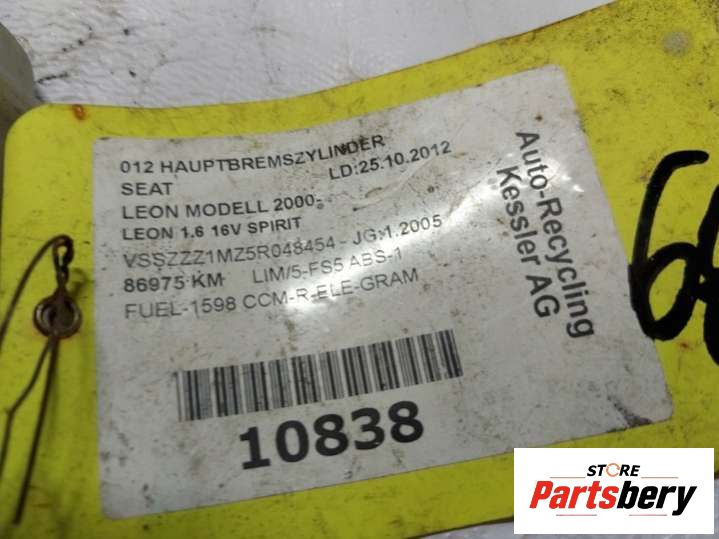 012 HAUPTBREMSZYLINDER
SEAT LD:25.10.2012
LEON MODELL 2000-
LEON 1.6 16V SPIRIT
VSSZZZ1MZ5R048454 - JG:1.2005
86975 KM LIM/5-FS5 ABS-1
FUEL-1598 CCM-R-ELE-GRAM
10838
Auto-Recycling
Kessler AG
STORE
Partsbery